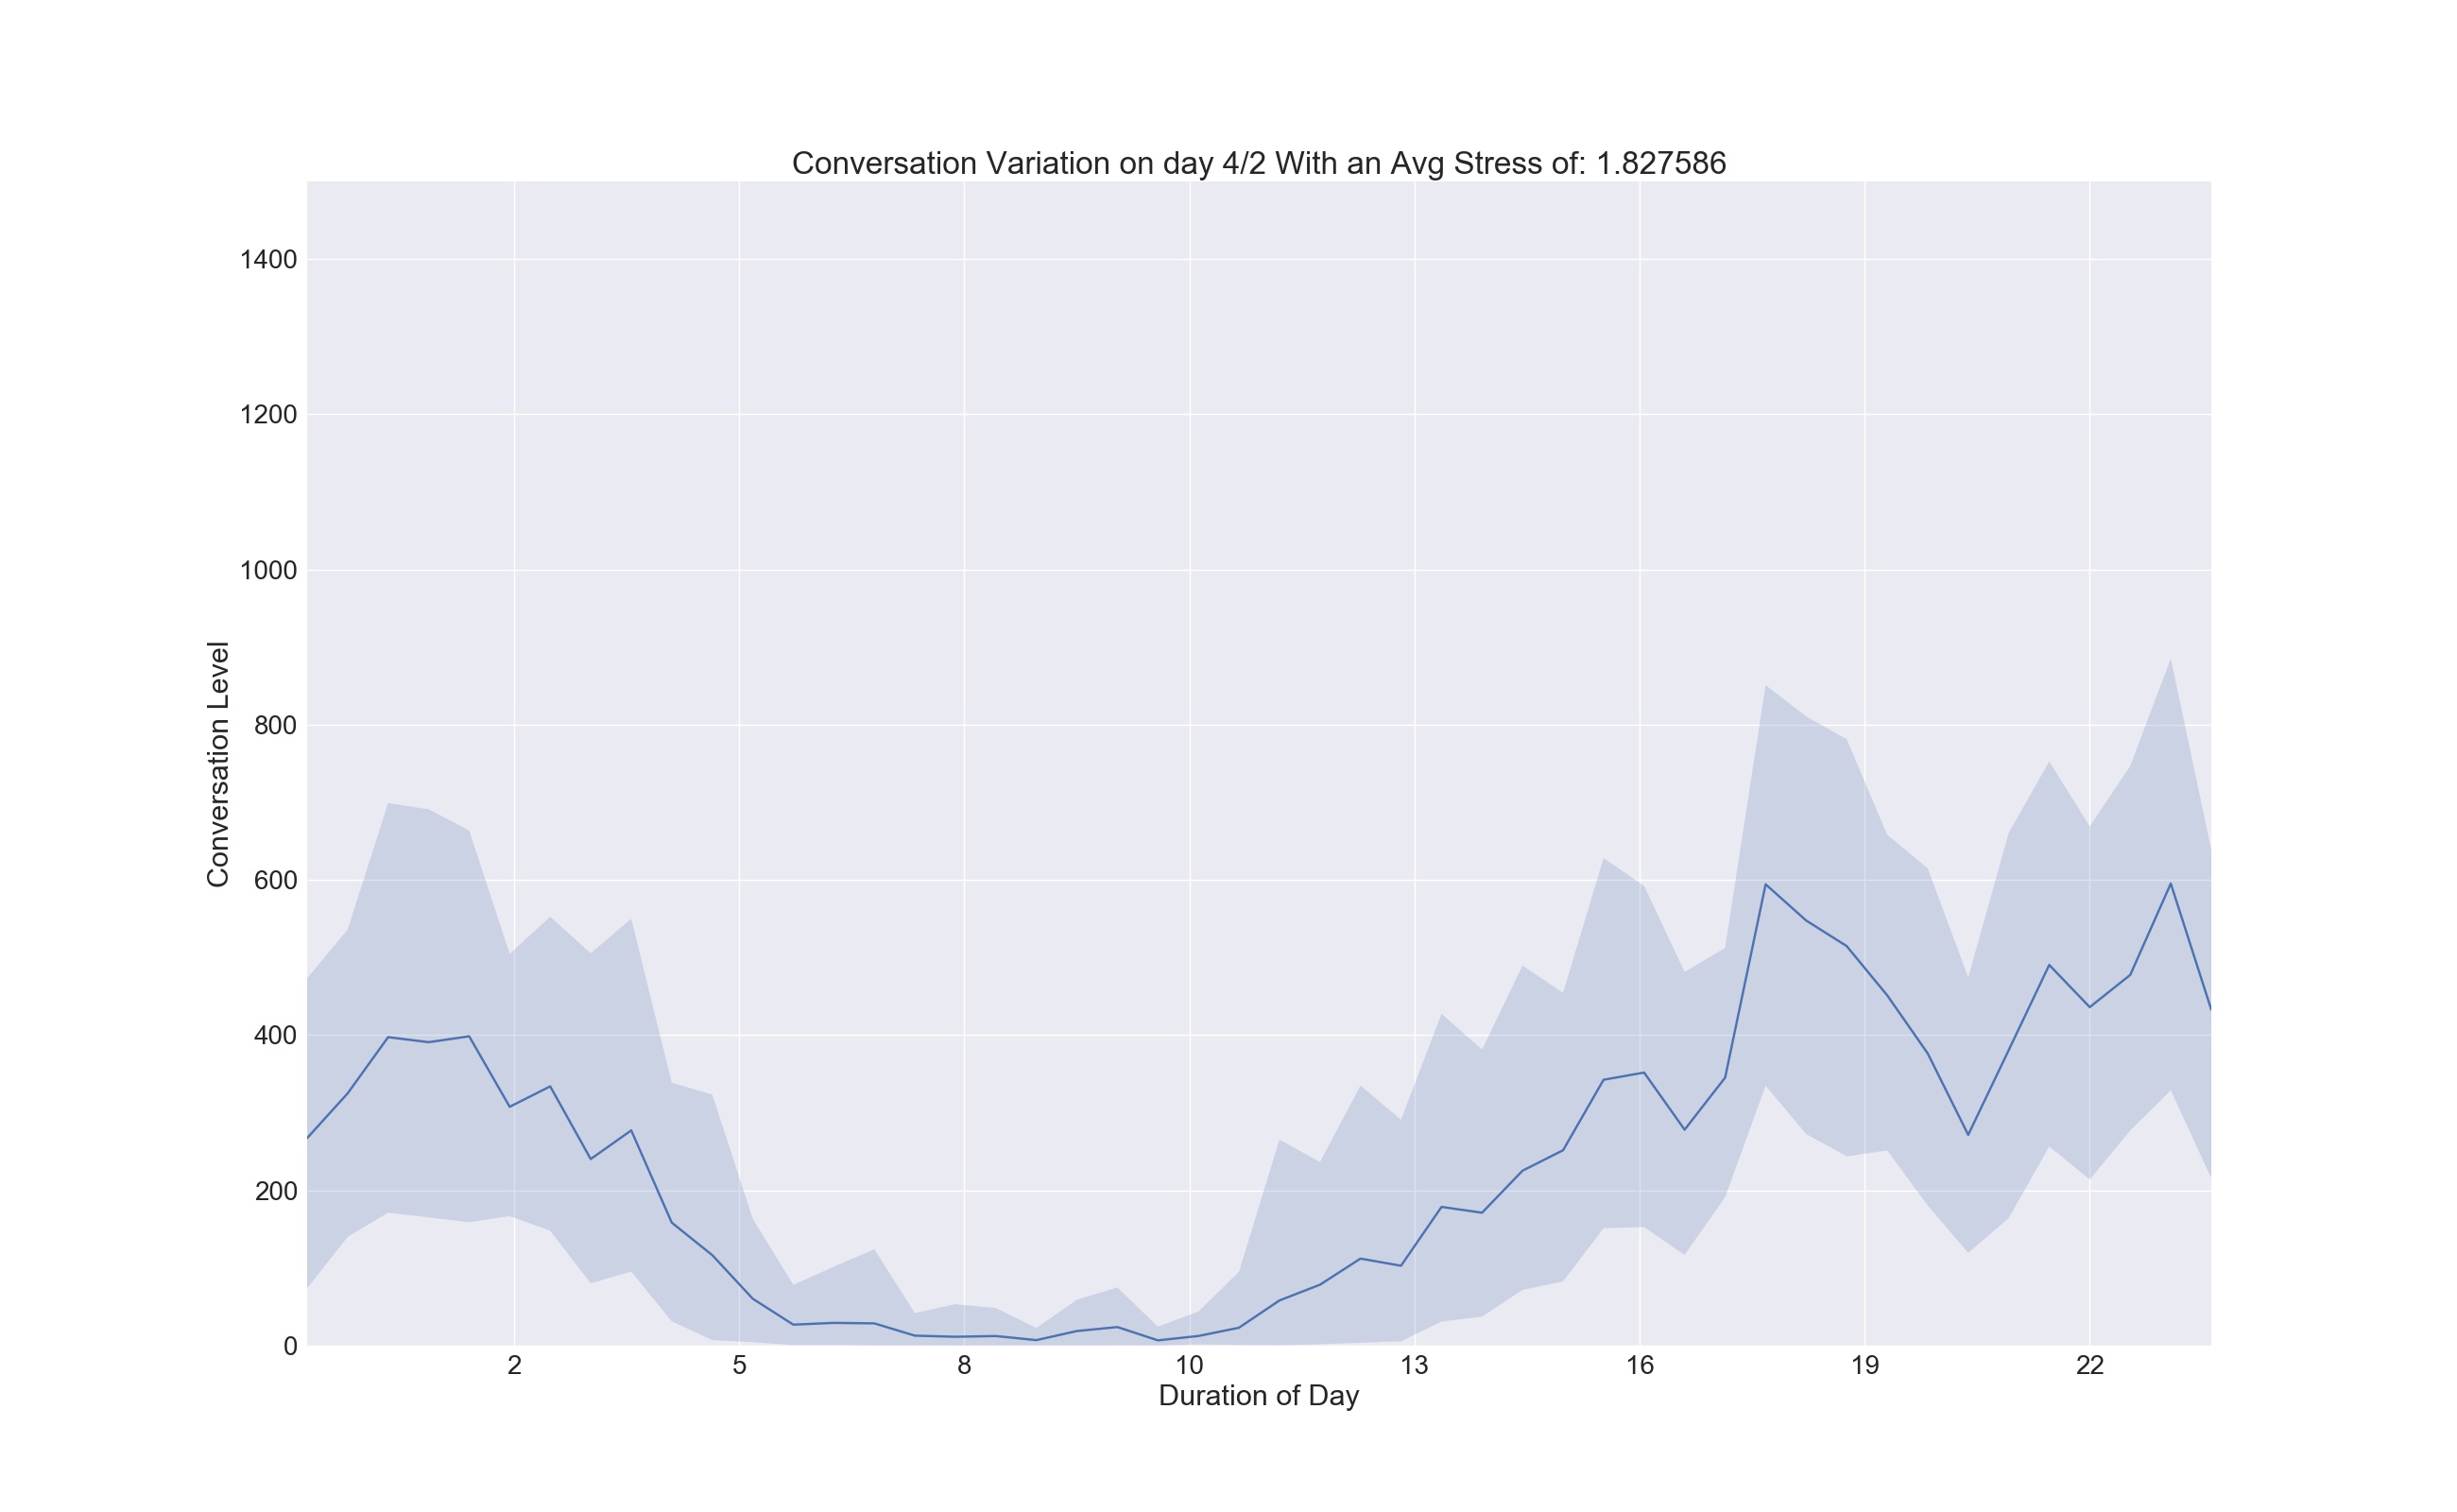 Conversation Variation on day 4/2 With an Avg Stress of: 1.827586
1400
1200
1000
800
600
400
200
0
Conversation Level
2 5 8 10 13 16 19 22
Duration of Day